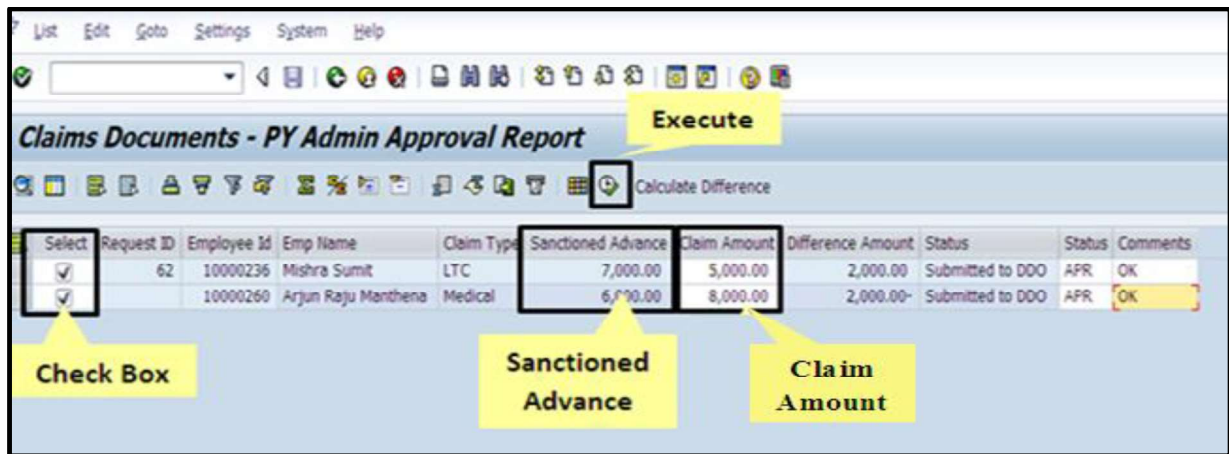 List Edit Goto Settings System Help
Claims Documents - PY Admin Approval Report
Execute
Calculate Difference
Select Request ID Employee Id Emp Name Claim Type Sanctioned Advance Claim Amount Difference Amount Status Status Comments
62 10000236 Mishra Sumit LTC 7,000.00 5,000.00 2,000.00 Submitted to DDO APR OK
10000260 Arjun Raju Manthena Medical 8,000.00 2,000.00- Submitted to DDO APR OK
Check Box
Sanctioned
Advance
Claim
Amount